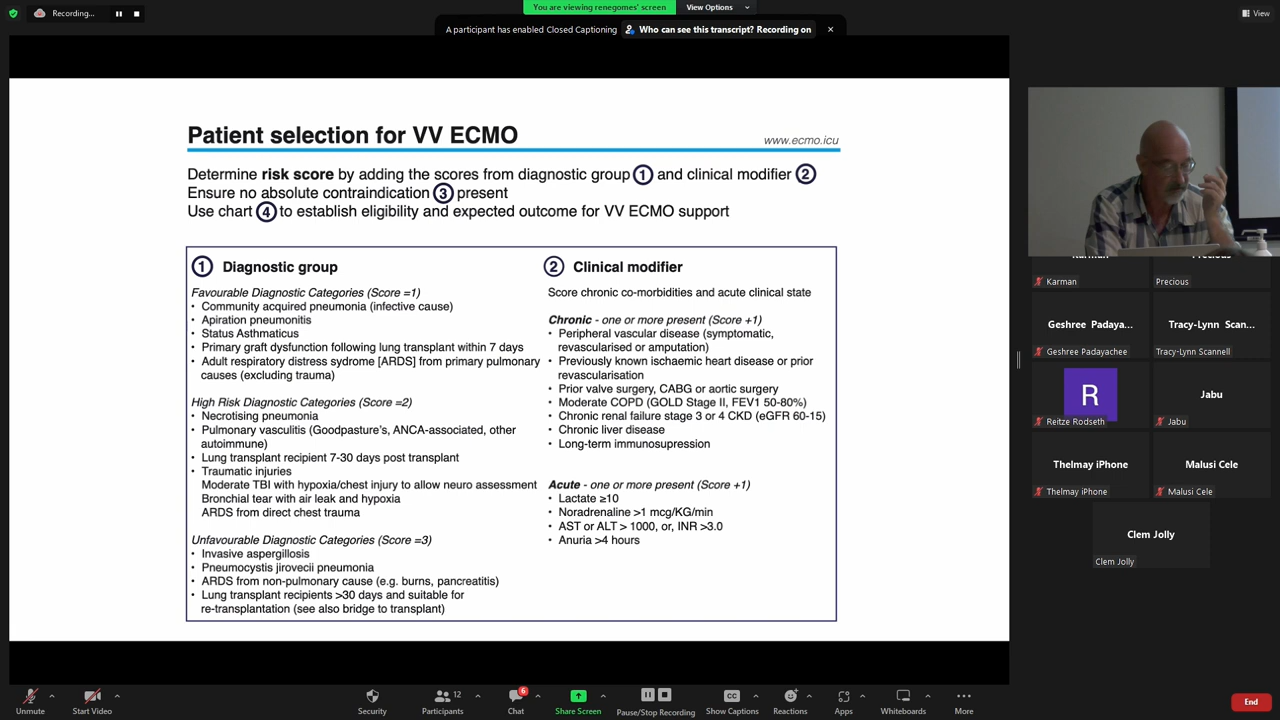 Recording...
You are viewing renegomes' screen
View Options
View
A participant has enabled Closed Captioning
Who can see this transcript? Recording on
Patient selection for VV ECMO
www.ecmo.icu
Determine risk score by adding the scores from diagnostic group 1 and clinical modifier 2
Ensure no absolute contraindication 3 present
Use chart 4 to establish eligibility and expected outcome for VV ECMO support
1 Diagnostic group
Favourable Diagnostic Categories (Score =1)
• Community acquired pneumonia (infective cause)
• Apiration pneumonitis
• Status Asthmaticus
• Primary graft dysfunction following lung transplant within 7 days
• Adult respiratory distress sydrome [ARDS] from primary pulmonary
causes (excluding trauma)
High Risk Diagnostic Categories (Score =2)
• Necrotising pneumonia
• Pulmonary vasculitis (Goodpasture's, ANCA-associated, other
autoimmune)
• Lung transplant recipient 7-30 days post transplant
• Traumatic injuries
Moderate TBI with hypoxia/chest injury to allow neuro assessment
Bronchial tear with air leak and hypoxia
ARDS from direct chest trauma
Unfavourable Diagnostic Categories (Score =3)
• Invasive aspergillosis
• Pneumocystis jirovecii pneumonia
• ARDS from non-pulmonary cause (e.g. burns, pancreatitis)
• Lung transplant recipients >30 days and suitable for
re-transplantation (see also bridge to transplant)
2 Clinical modifier
Score chronic co-morbidities and acute clinical state
Chronic - one or more present (Score +1)
• Peripheral vascular disease (symptomatic,
revascularised or amputation)
• Previously known ischaemic heart disease or prior
revascularisation
• Prior valve surgery, CABG or aortic surgery
• Moderate COPD (GOLD Stage II, FEV1 50-80%)
• Chronic renal failure stage 3 or 4 CKD (eGFR 60-15)
• Chronic liver disease
• Long-term immunosupression
Acute - one or more present (Score +1)
• Lactate ≥10
• Noradrenaline >1 mcg/KG/min
• AST or ALT > 1000, or, INR >3.0
• Anuria >4 hours
Karman
Precious
Geshree Padaya...
Geshree Padayachee
Tracy-Lynn Scan...
Tracy-Lynn Scannell
R
Reitze Rodseth
Jabu
Jabu
Thelmay iPhone
Thelmay iPhone
Malusi Cele
Malusi Cele
Clem Jolly
Clem Jolly
Unmute
Start Video
Security
12
Participants
6
Chat
Share Screen
Pause/Stop Recording
CC
Show Captions
Reactions
Apps
Whiteboards
More
End